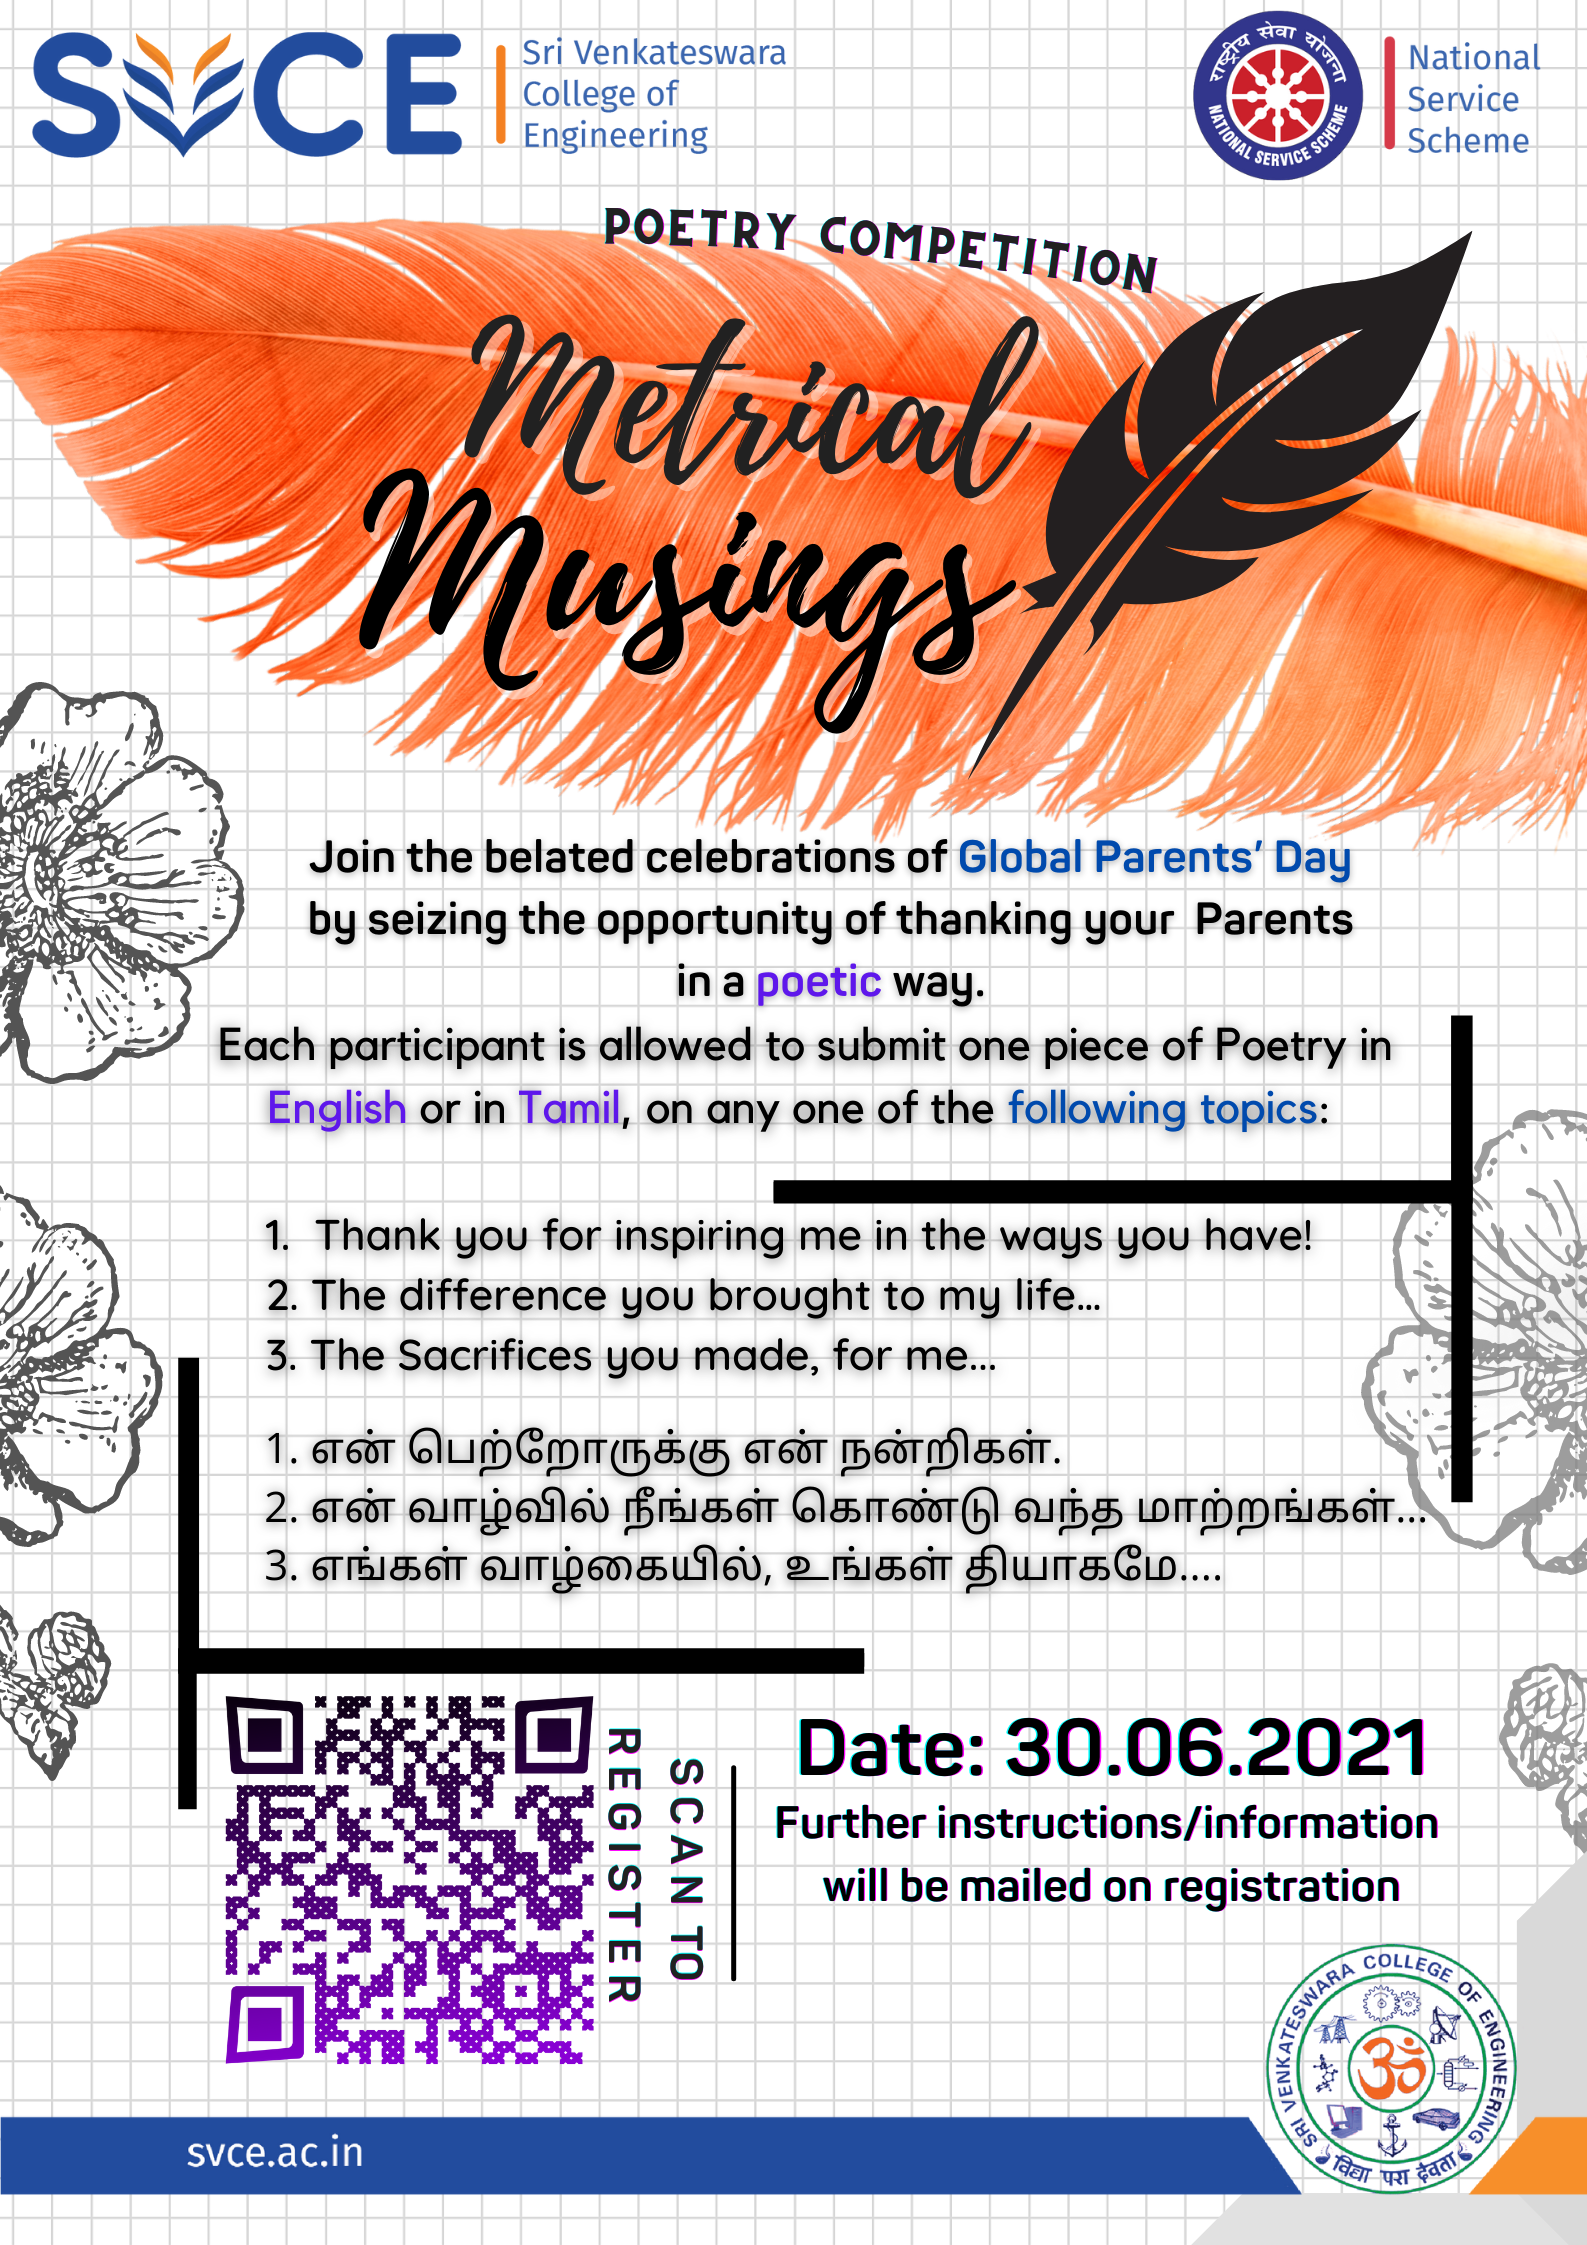 SVCE
Sri Venkateswara
College of
Engineering
राष्ट्रीय सेवा योजना
NATIONAL SERVICE SCHEME
National
Service
Scheme
POETRY COMPETITION
Metrical
Musings
Join the belated celebrations of Global Parents' Day
by seizing the opportunity of thanking your Parents
in a poetic way.
Each participant is allowed to submit one piece of Poetry in
English or in Tamil, on any one of the following topics:
1. Thank you for inspiring me in the ways you have!
2. The difference you brought to my life...
3. The Sacrifices you made, for me...
1. என் பெற்றோருக்கு என் நன்றிகள்.
2. என் வாழ்வில் நீங்கள் கொண்டு வந்த மாற்றங்கள்...
3. எங்கள் வாழ்கையில், உங்கள் தியாகமே....
SCAN TO
REGISTER
Date: 30.06.2021
Further instructions/information
will be mailed on registration
SRI VENKATESWARA COLLEGE OF ENGINEERING
ॐ
विद्या परा देवता
svce.ac.in